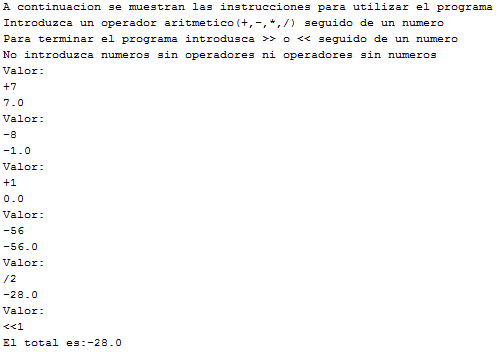 A continuacion se muestran las instrucciones para utilizar el programa
Introduzca un operador aritmetico(+,-,*,/) seguido de un numero
Para terminar el programa introdusca >> o << seguido de un numero
No introduzca numeros sin operadores ni operadores sin numeros
Valor:
+7
7.0
Valor:
-8
-1.0
Valor:
+1
0.0
Valor:
-56
-56.0
Valor:
/2
-28.0
Valor:
<<1
El total es:-28.0